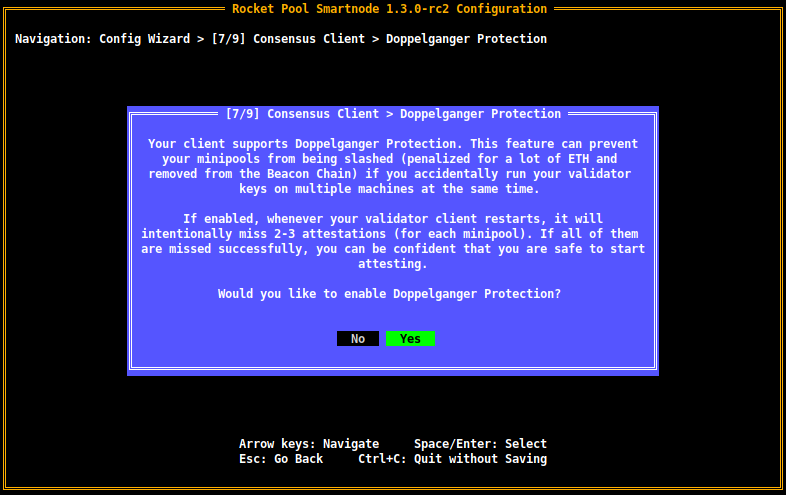 Rocket Pool Smartnode 1.3.0-rc2 Configuration
Navigation: Config Wizard > [7/9] Consensus Client > Doppelganger Protection
[7/9] Consensus Client > Doppelganger Protection
Your client supports Doppelganger Protection. This feature can prevent
your minipools from being slashed (penalized for a lot of ETH and
removed from the Beacon Chain) if you accidentally run your validator
keys on multiple machines at the same time.
If enabled, whenever your validator client restarts, it will
intentionally miss 2-3 attestations (for each minipool). If all of them
are missed successfully, you can be confident that you are safe to start
attesting.
Would you like to enable Doppelganger Protection?
No Yes
Arrow keys: Navigate Space/Enter: Select
Esc: Go Back Ctrl+C: Quit without Saving